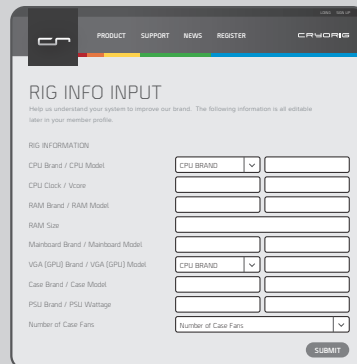 LOGIN SIGN UP
PRODUCT SUPPORT NEWS REGISTER CRYORIG
RIG INFO INPUT
Help us understand your system to improve our brand. The following information is all editable
later in your member profile.
RIG INFORMATION
CPU Brand / CPU Model CPU BRAND
CPU Clock / Vcore
RAM Brand / RAM Model
RAM Size
Mainboard Brand / Mainboard Model
VGA (GPU) Brand / VGA (GPU) Model CPU BRAND
Case Brand / Case Model
PSU Brand / PSU Wattage
Number of Case Fans Number of Case Fans
SUBMIT